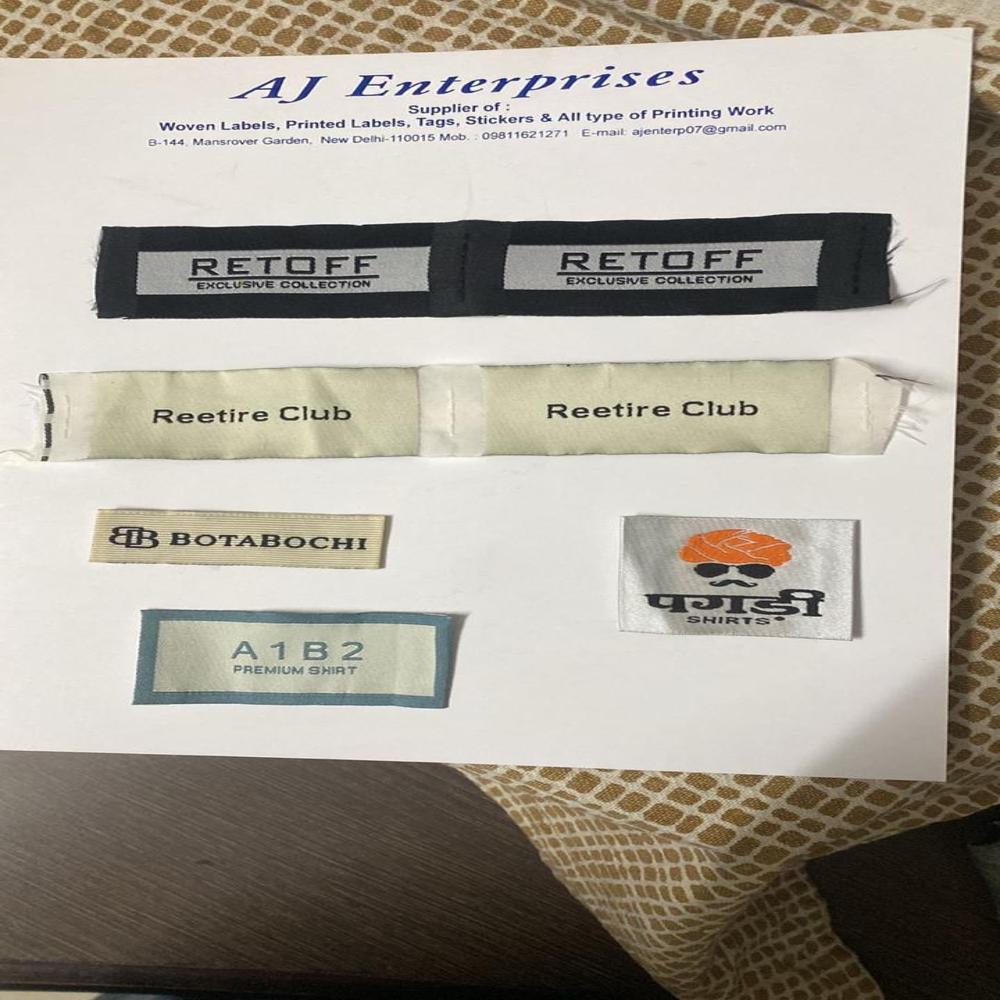 AJ Enterprises
Supplier of :
Woven Labels, Printed Labels, Tags, Stickers & All type of Printing Work
B-144, Mansrover Garden, New Delhi-110015 Mob. : 09811621271 E-mail: ajenterp07@gmail.com
RETOFF
EXCLUSIVE COLLECTION
RETOFF
EXCLUSIVE COLLECTION
Reetire Club
Reetire Club
BB BOTABOCHI
पगड़ी
SHIRTS
A1B2
PREMIUM SHIRT